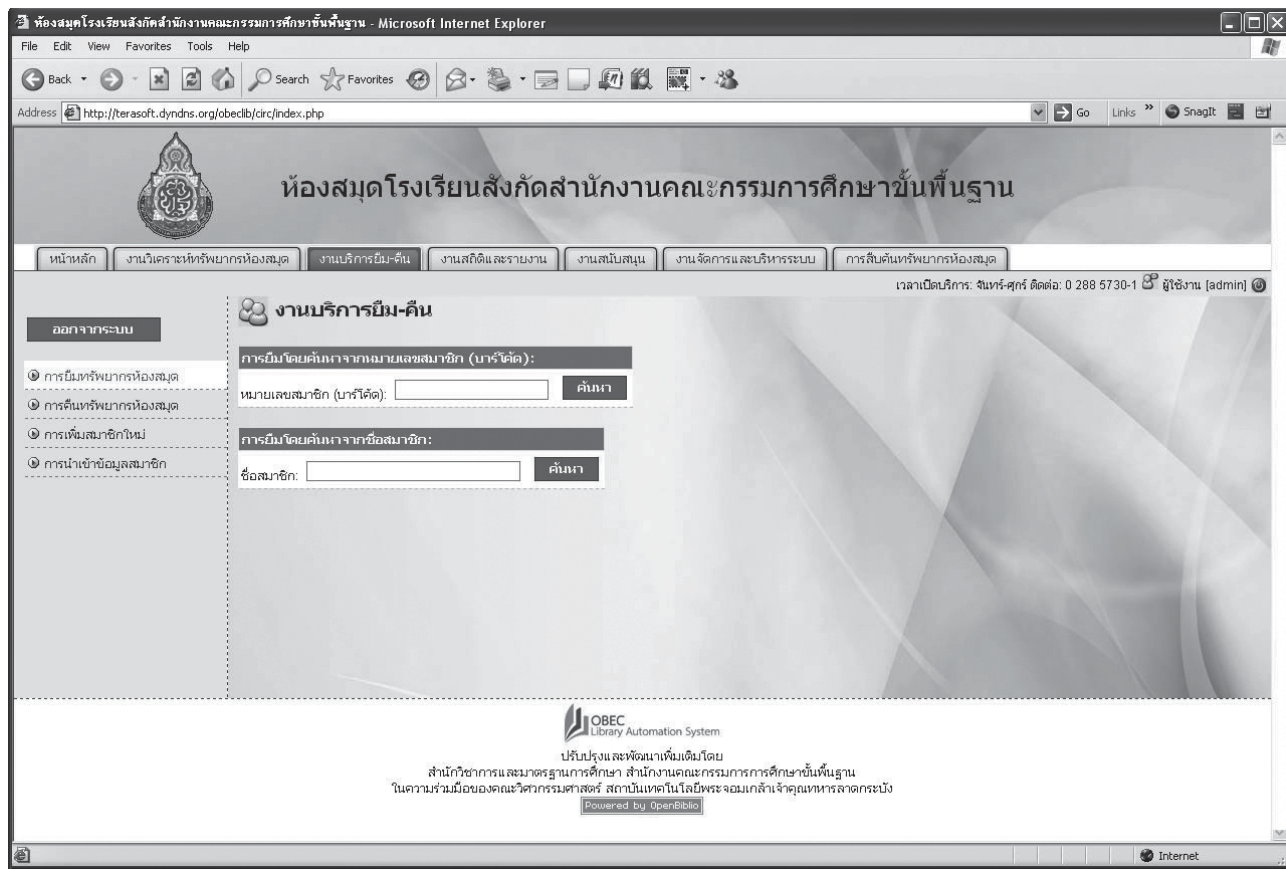 ห้องสมุดโรงเรียนสังกัดสำนักงานคณะกรรมการศึกษาขั้นพื้นฐาน - Microsoft Internet Explorer
File Edit View Favorites Tools Help
Back Search Favorites
Address http://terasoft.dyndns.org/obeclib/circ/index.php Go Links » SnagIt
ห้องสมุดโรงเรียนสังกัดสำนักงานคณะกรรมการศึกษาขั้นพื้นฐาน
หน้าหลัก งานวิเคราะห์ทรัพยากรห้องสมุด งานบริการยืม-คืน งานสถิติและรายงาน งานสนับสนุน งานจัดการและบริหารระบบ การสืบค้นทรัพยากรห้องสมุด
เวลาเปิดบริการ: จันทร์-ศุกร์ ติดต่อ: 0 288 5730-1 ผู้ใช้งาน [admin]
งานบริการยืม-คืน
ออกจากระบบ
การยืมโดยค้นหาจากหมายเลขสมาชิก (บาร์โค้ด):
การยืมทรัพยากรห้องสมุด
หมายเลขสมาชิก (บาร์โค้ด): ค้นหา
การคืนทรัพยากรห้องสมุด
การเพิ่มสมาชิกใหม่
การยืมโดยค้นหาจากชื่อสมาชิก:
การนำเข้าข้อมูลสมาชิก
ชื่อสมาชิก: ค้นหา
OBEC
Library Automation System
ปรับปรุงและพัฒนาเพิ่มเติมโดย
สำนักวิชาการและมาตรฐานการศึกษา สำนักงานคณะกรรมการการศึกษาขั้นพื้นฐาน
ในความร่วมมือของคณะวิศวกรรมศาสตร์ สถาบันเทคโนโลยีพระจอมเกล้าเจ้าคุณทหารลาดกระบัง
Powered by OpenBiblio
Internet